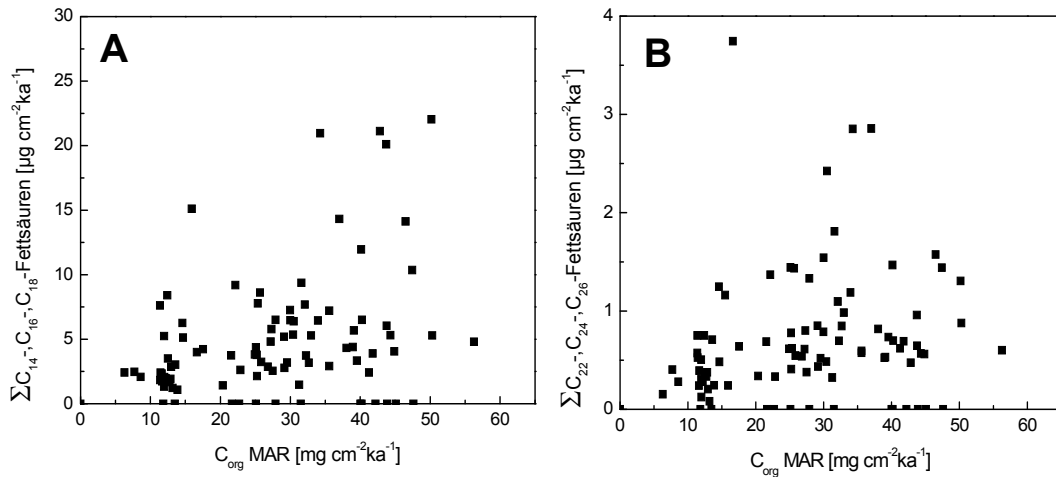 A
30
25
20
15
10
5
0
ΣC₁₄-, C₁₆-, C₁₈-Fettsäuren [µg cm⁻²ka⁻¹]
0 10 20 30 40 50 60
C_org MAR [mg cm⁻²ka⁻¹]
B
4
3
2
1
0
ΣC₂₂-, C₂₄-, C₂₆-Fettsäuren [µg cm⁻²ka⁻¹]
0 10 20 30 40 50 60
C_org MAR [mg cm⁻²ka⁻¹]